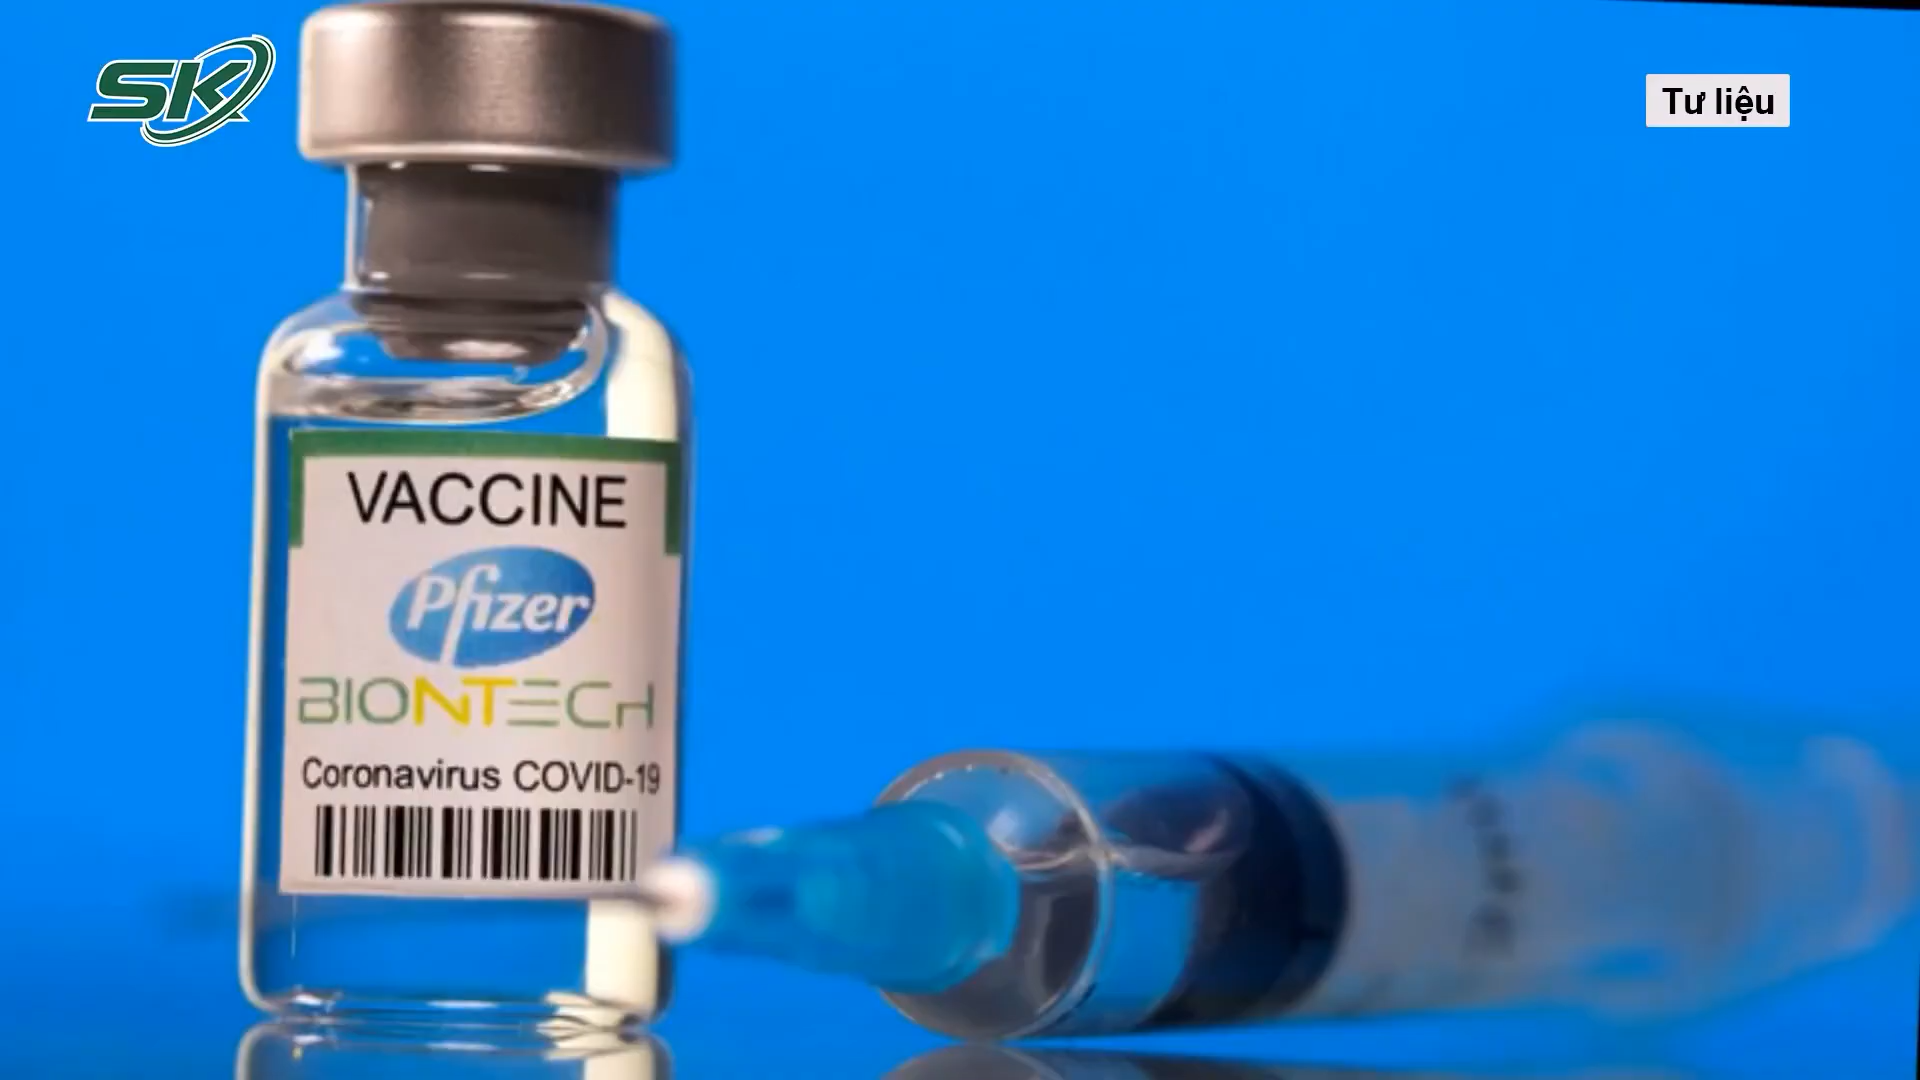 SK
Tư liệu
VACCINE
Pfizer
BIONTECH
Coronavirus COVID-19